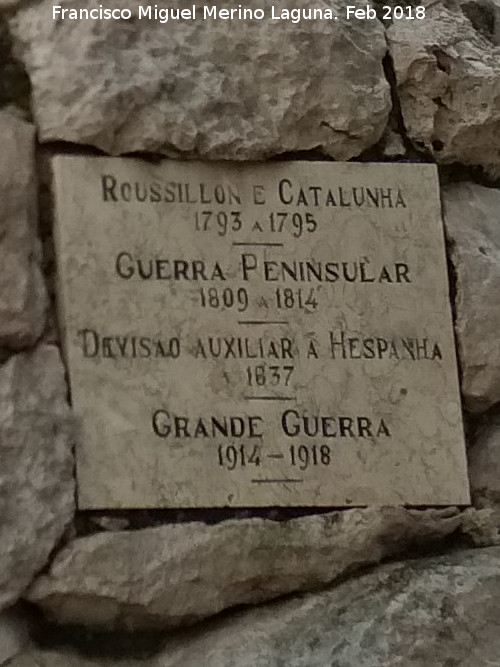 Francisco Miguel Merino Laguna. Feb 2018
ROUSSILLON E CATALUNHA
1793 A 1795
GUERRA PENINSULAR
1809 A 1814
DEVISAO AUXILIAR A HESPANHA
1837
GRANDE GUERRA
1914-1918